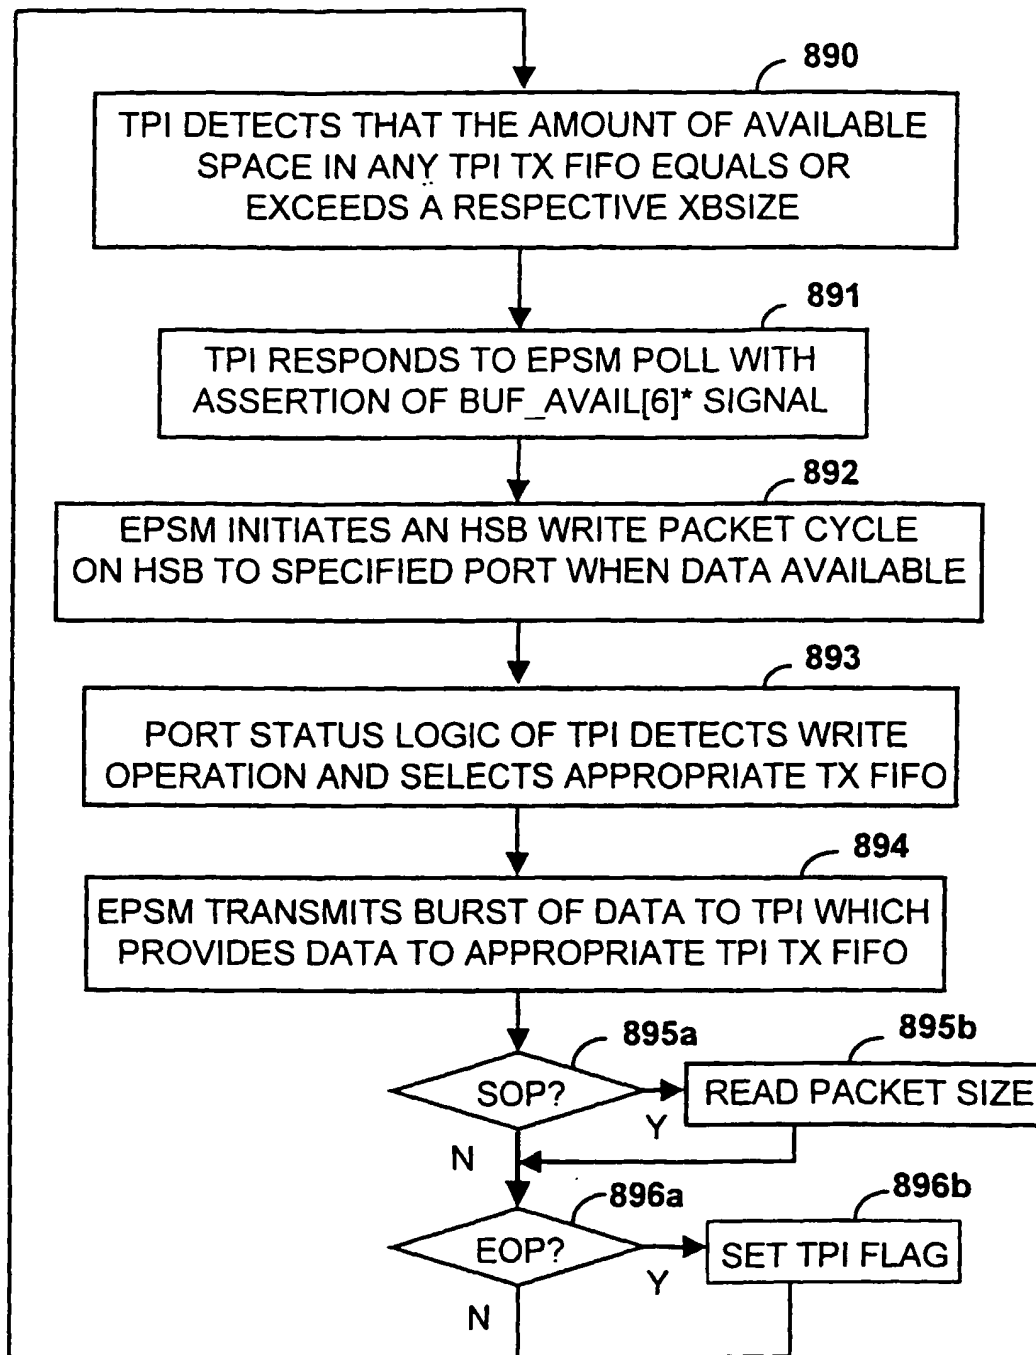 890
TPI DETECTS THAT THE AMOUNT OF AVAILABLE
SPACE IN ANY TPI TX FIFO EQUALS OR
EXCEEDS A RESPECTIVE XBSIZE
891
TPI RESPONDS TO EPSM POLL WITH
ASSERTION OF BUF_AVAIL[6]* SIGNAL
892
EPSM INITIATES AN HSB WRITE PACKET CYCLE
ON HSB TO SPECIFIED PORT WHEN DATA AVAILABLE
893
PORT STATUS LOGIC OF TPI DETECTS WRITE
OPERATION AND SELECTS APPROPRIATE TX FIFO
894
EPSM TRANSMITS BURST OF DATA TO TPI WHICH
PROVIDES DATA TO APPROPRIATE TPI TX FIFO
895a
895b
SOP?
READ PACKET SIZE
Y
N
896a
896b
EOP?
SET TPI FLAG
Y
N